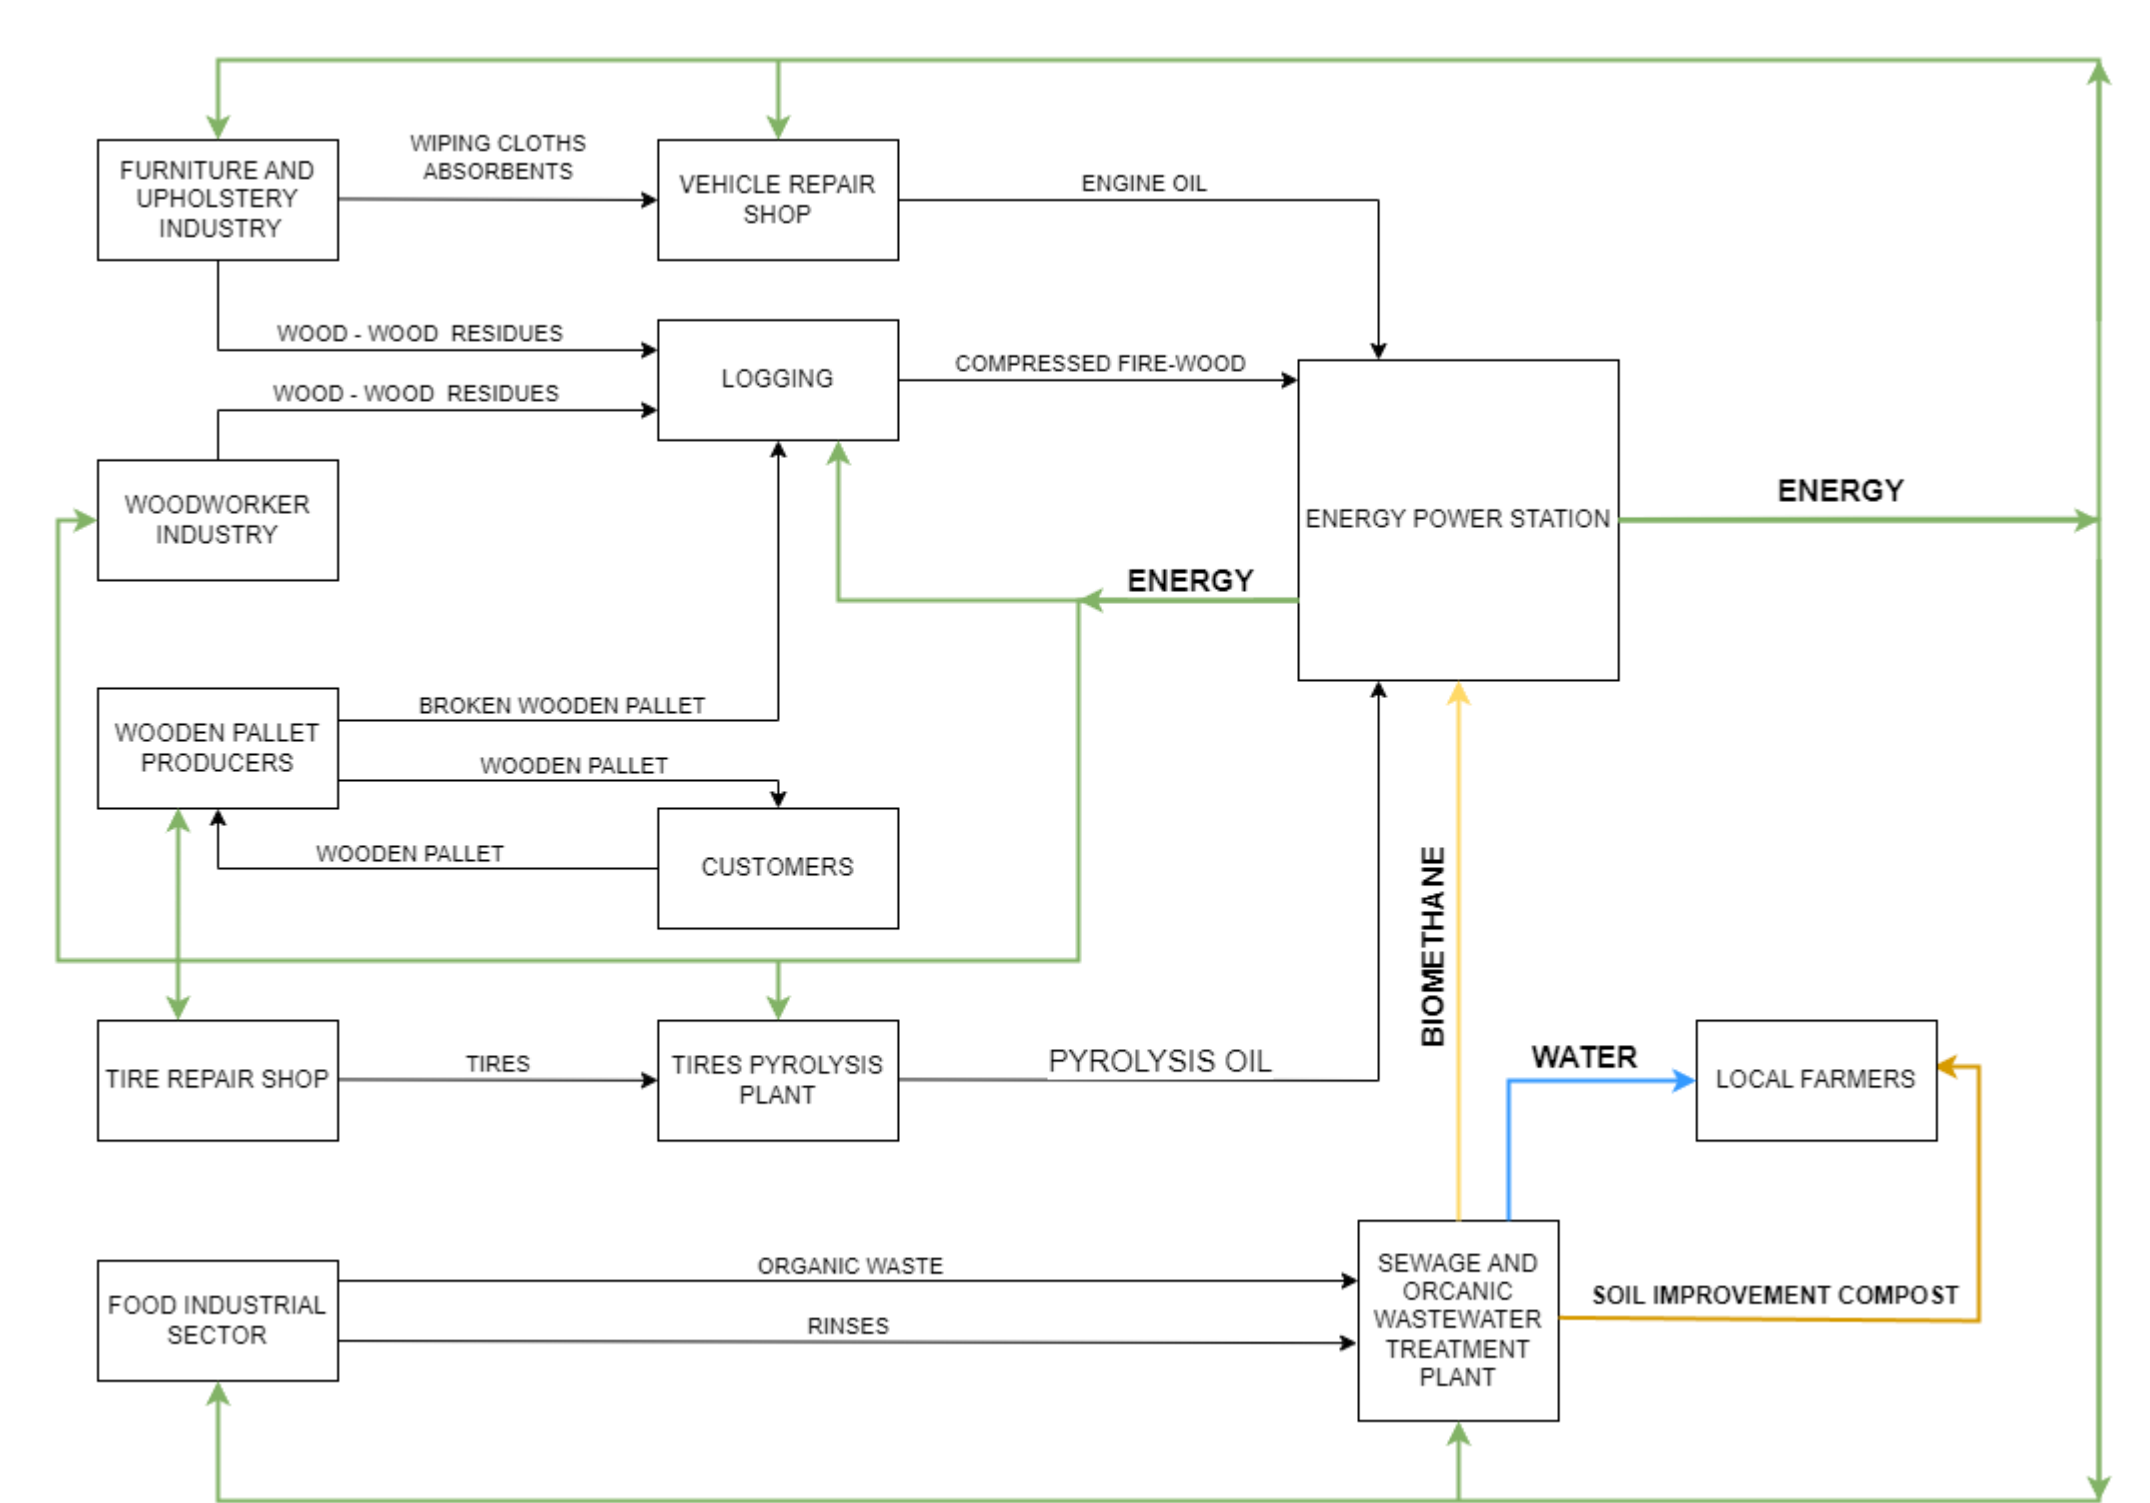 WIPING CLOTHS
ABSORBENTS
FURNITURE AND
UPHOLSTERY
INDUSTRY
VEHICLE REPAIR
SHOP
ENGINE OIL
WOOD - WOOD  RESIDUES
LOGGING
COMPRESSED FIRE-WOOD
WOOD - WOOD  RESIDUES
WOODWORKER
INDUSTRY
ENERGY POWER STATION
ENERGY
ENERGY
BROKEN WOODEN PALLET
WOODEN PALLET
PRODUCERS
WOODEN PALLET
WOODEN PALLET
CUSTOMERS
BIOMETHANE
TIRE REPAIR SHOP
TIRES
TIRES PYROLYSIS
PLANT
PYROLYSIS OIL
WATER
LOCAL FARMERS
FOOD INDUSTRIAL
SECTOR
ORGANIC WASTE
RINSES
SEWAGE AND
ORGANIC
WASTEWATER
TREATMENT
PLANT
SOIL IMPROVEMENT COMPOST